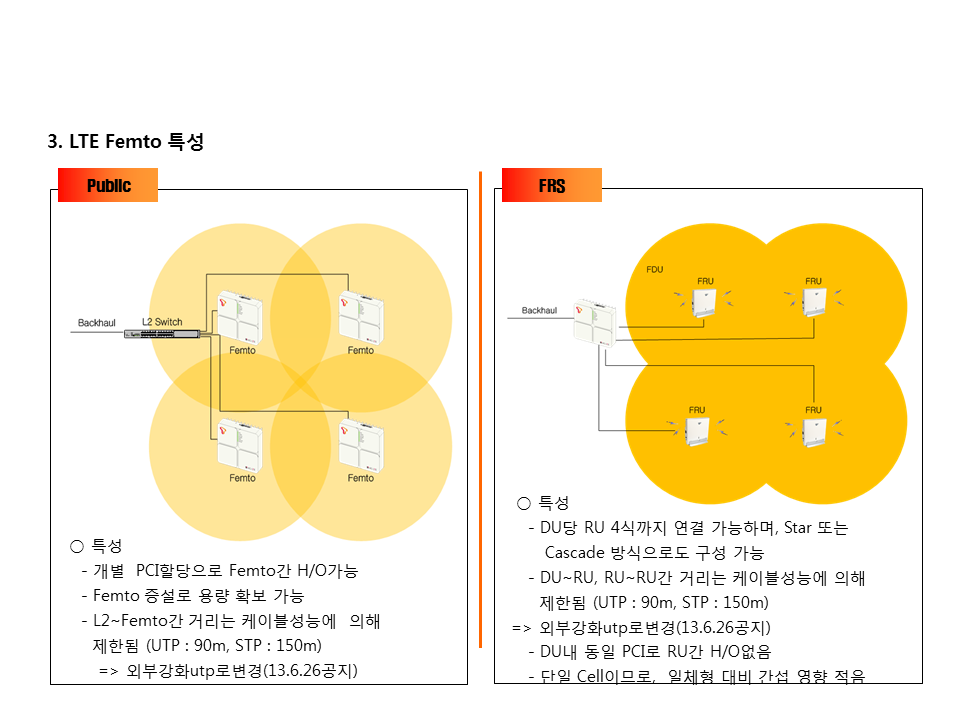 3. LTE Femto 특성
Public
Backhaul
L2 Switch
Femto
Femto
Femto
Femto
○ 특성
- 개별 PCI할당으로 Femto간 H/O가능
- Femto 증설로 용량 확보 가능
- L2~Femto간 거리는 케이블성능에 의해
제한됨 (UTP : 90m, STP : 150m)
=> 외부강화utp로변경(13.6.26공지)
FRS
Backhaul
FDU
FRU
FRU
FRU
FRU
○ 특성
- DU당 RU 4식까지 연결 가능하며, Star 또는
Cascade 방식으로도 구성 가능
- DU~RU, RU~RU간 거리는 케이블성능에 의해
제한됨 (UTP : 90m, STP : 150m)
=> 외부강화utp로변경(13.6.26공지)
- DU내 동일 PCI로 RU간 H/O없음
- 단일 Cell이므로, 일체형 대비 간섭 영향 적음